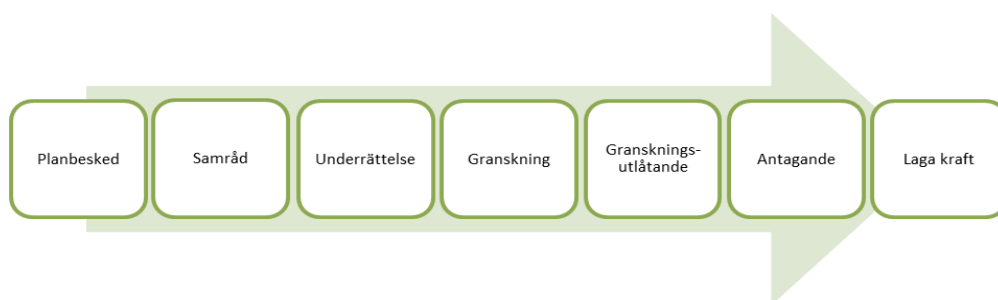 Planbesked
Samråd
Underrättelse
Granskning
Gransknings-
utlåtande
Antagande
Laga kraft